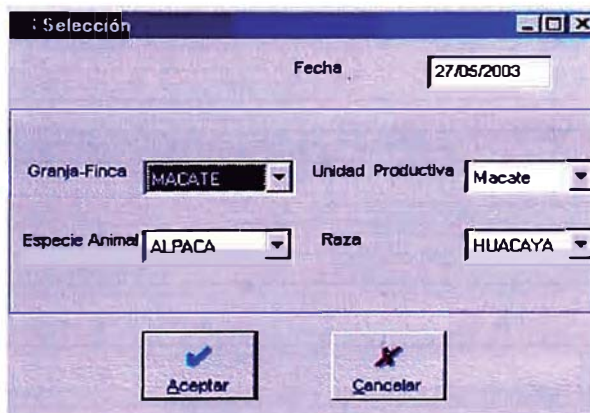 Selección
Fecha 27/05/2003
Granja-Finca MACATE Unidad Productiva Macate
Especie Animal ALPACA Raza HUACAYA
Aceptar Cancelar